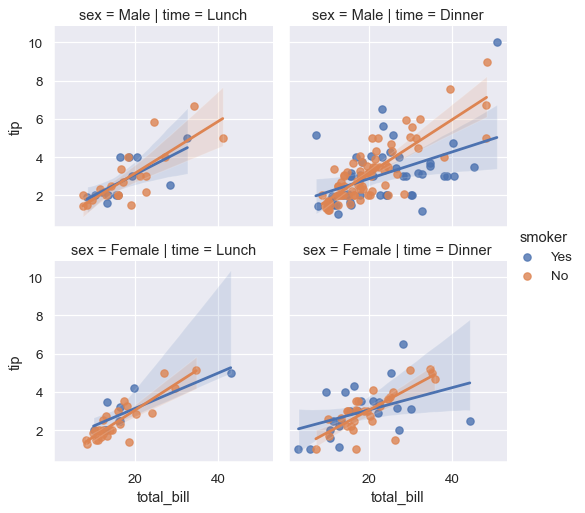 sex = Male | time = Lunch
sex = Male | time = Dinner
10
8
6
4
2
tip
sex = Female | time = Lunch
sex = Female | time = Dinner
10
8
6
4
2
tip
20
40
20
40
total_bill
total_bill
smoker
Yes
No